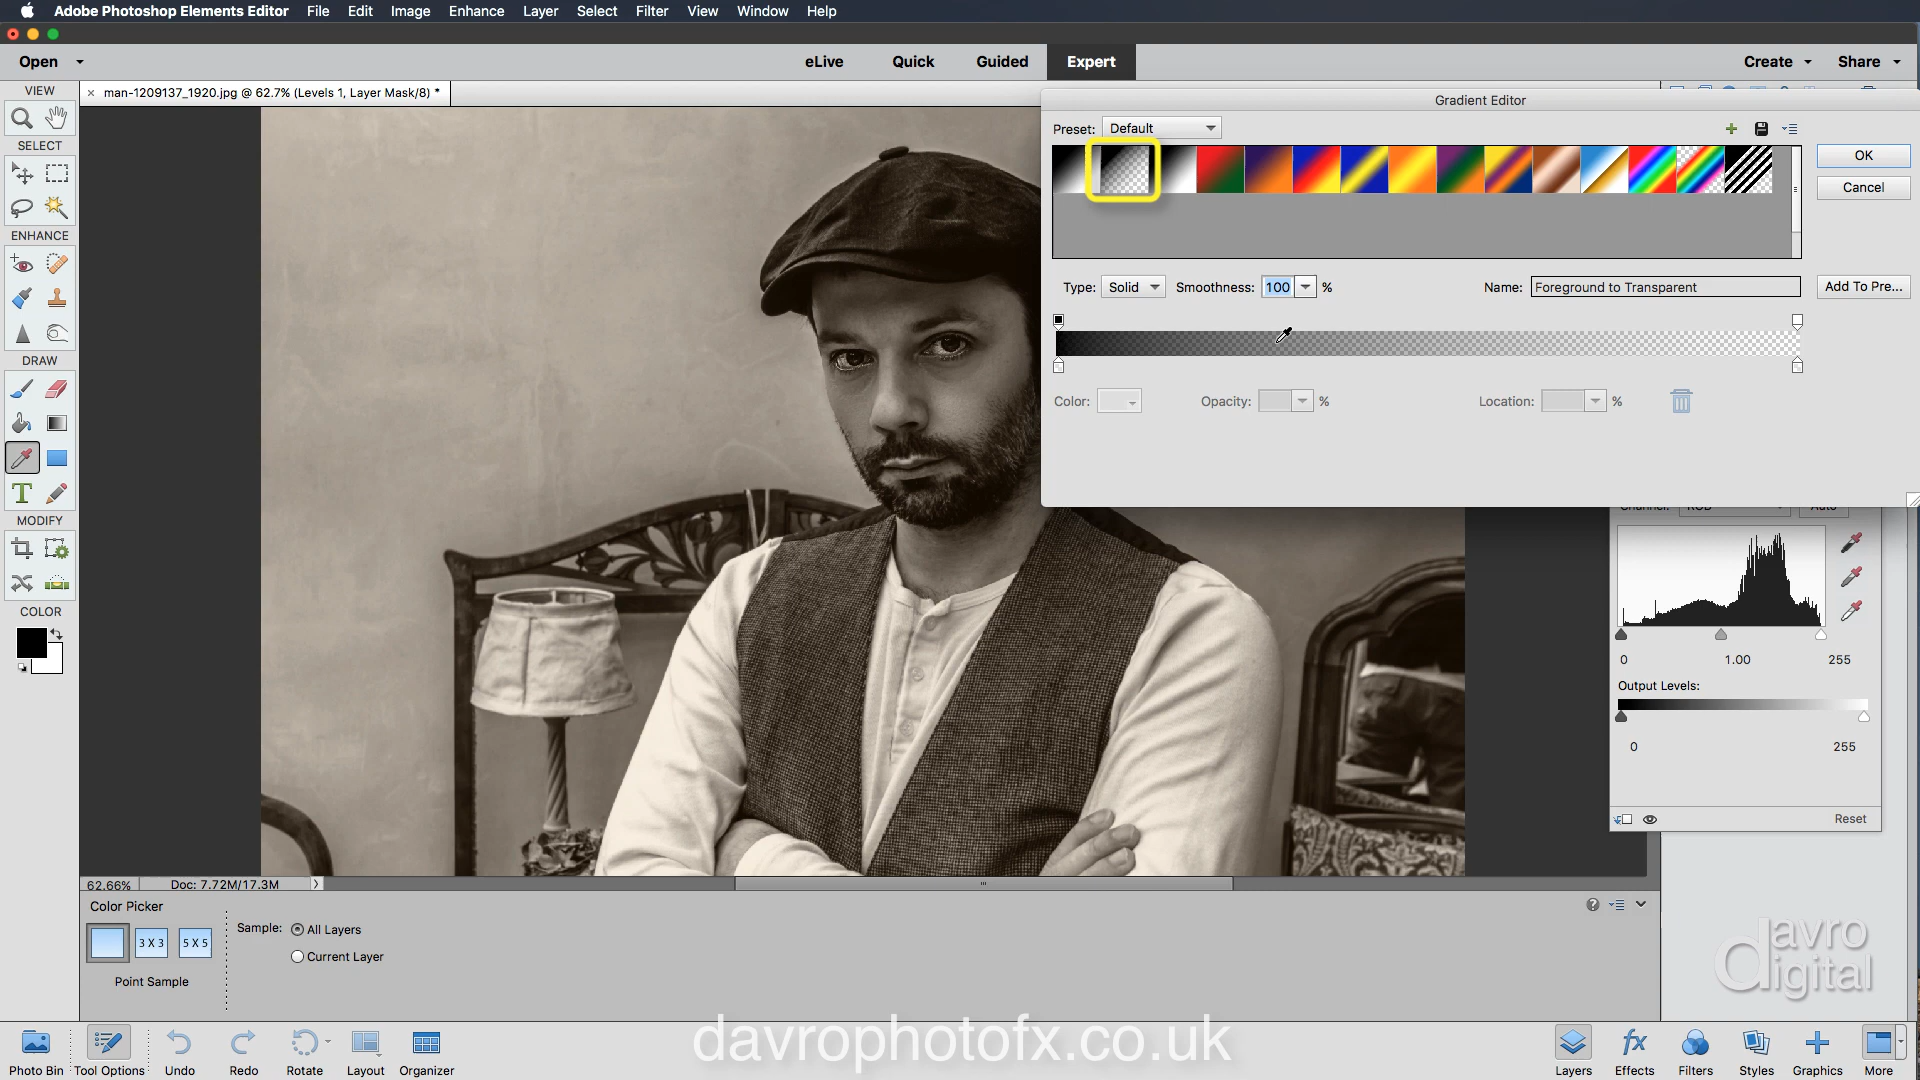 Adobe Photoshop Elements Editor File Edit Image Enhance Layer Select Filter View Window Help
Open eLive Quick Guided Expert Create Share
VIEW
× man-1209137_1920.jpg @ 62.7% (Levels 1, Layer Mask/8) *
Gradient Editor
Preset: Default
OK
Cancel
SELECT
ENHANCE
Type: Solid Smoothness: 100 % Name: Foreground to Transparent Add To Pre...
DRAW
Color: Opacity: % Location: %
T
MODIFY
Channel: RGB Auto
COLOR
0 1.00 255
Output Levels:
0 255
Reset
62.66% Doc: 7.72M/17.3M
Color Picker
Sample: All Layers
3 X 3 5 X 5
Current Layer
Point Sample
davro
digital
davrophotofx.co.uk
Photo Bin Tool Options Undo Redo Rotate Layout Organizer
fx
Layers Effects Filters Styles Graphics More